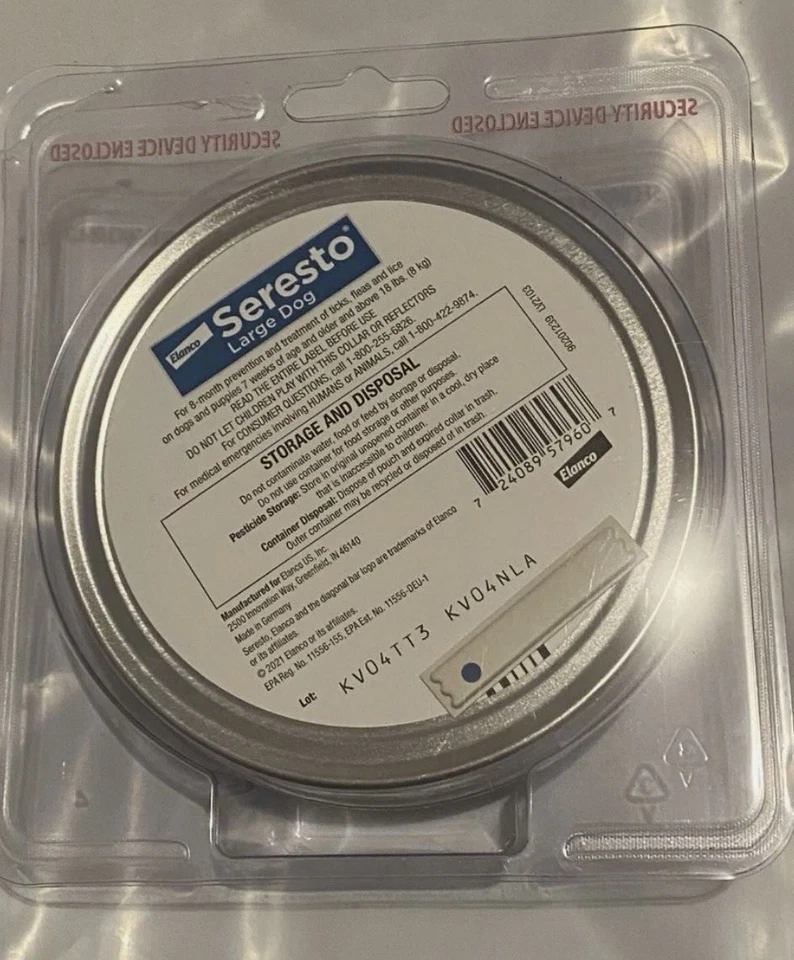 SECURITY DEVICE ENCLOSED
SECURITY DEVICE ENCLOSED
Elanco
Seresto®
Large Dog
For 8-month prevention and treatment of ticks, fleas and lice
on dogs and puppies 7 weeks of age and older and above 18 lbs. (8 kg)
READ THE ENTIRE LABEL BEFORE USE
DO NOT LET CHILDREN PLAY WITH THIS COLLAR OR REFLECTORS
For CONSUMER QUESTIONS, call 1-800-255-6826.
For medical emergencies involving HUMANS or ANIMALS, call 1-800-422-9874.
STORAGE AND DISPOSAL
Do not contaminate water, food or feed by storage or disposal.
Do not use container for food storage or other purposes.
Pesticide Storage: Store in original unopened container in a cool, dry place
that is inaccessible to children.
Container Disposal: Dispose of pouch and expired collar in trash.
Outer container may be recycled or disposed of in trash.
90201239 U2103
7 24089 57960 7
Elanco
Manufactured for Elanco US, Inc.
2500 Innovation Way, Greenfield, IN 46140
Made in Germany
Seresto, Elanco and the diagonal bar logo are trademarks of Elanco
or its affiliates.
© 2021 Elanco or its affiliates.
EPA Reg. No. 11556-155, EPA Est. No. 11556-DEU-1
Lot: KV04TT3 KV04NLA